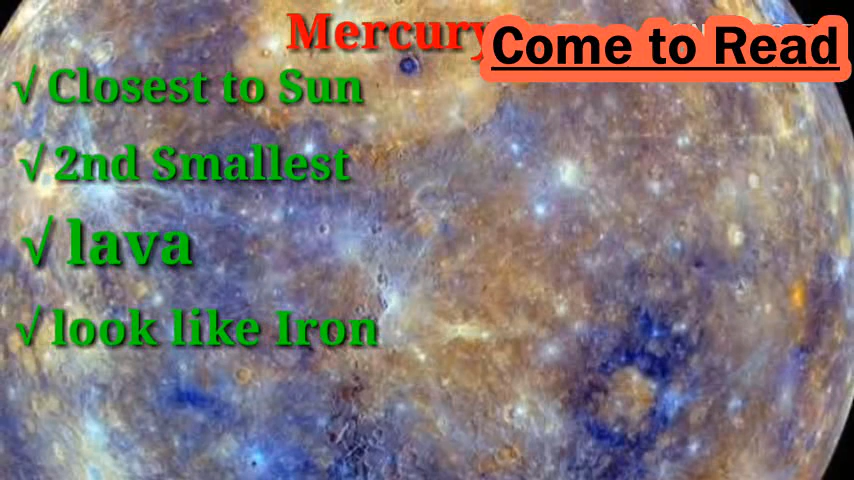 Mercury
Come to Read
√ Closest to Sun
√ 2nd Smallest
√ lava
√ look like Iron